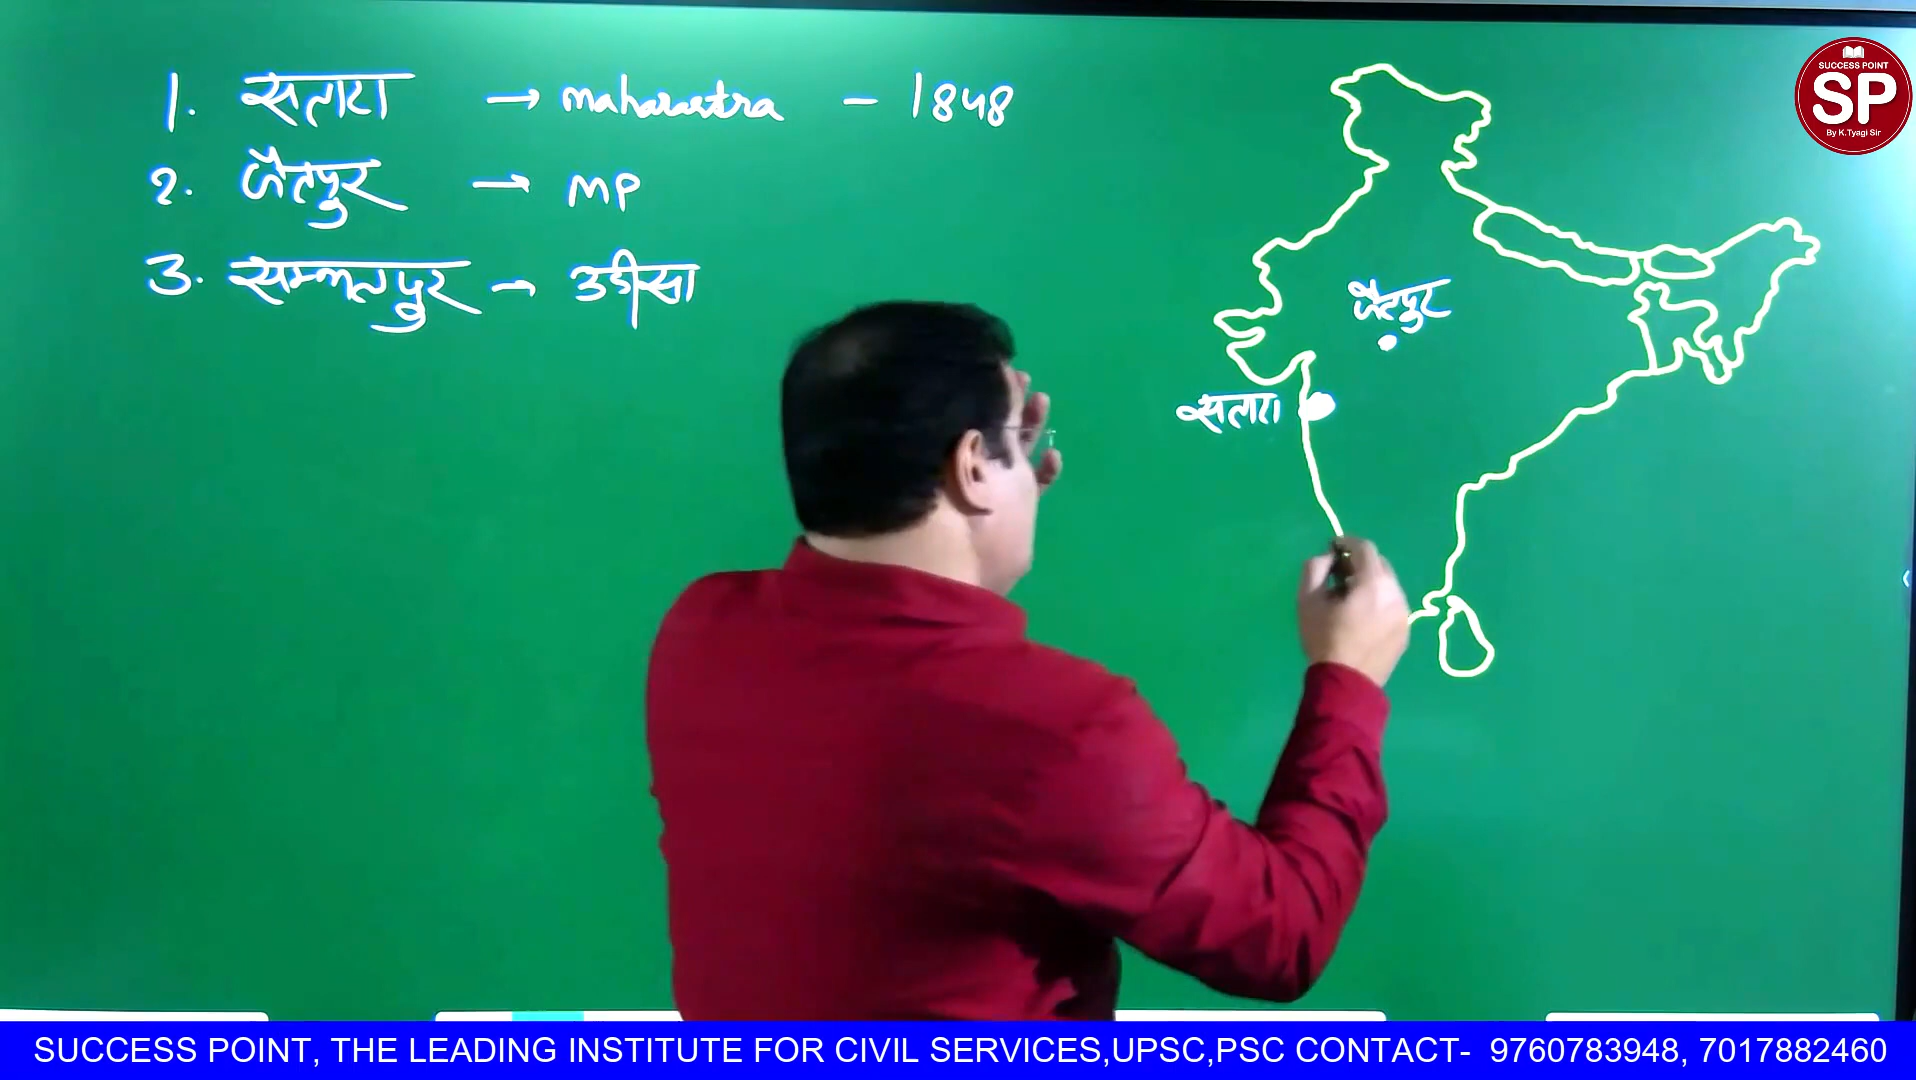 1. सतारा → maharastra – 1848
2. जैतपुर → MP
3. सम्भलपुर → उडीसा
जैतपुर
सतारा
SUCCESS POINT
SP
By K.Tyagi Sir
SUCCESS POINT, THE LEADING INSTITUTE FOR CIVIL SERVICES,UPSC,PSC CONTACT- 9760783948, 7017882460